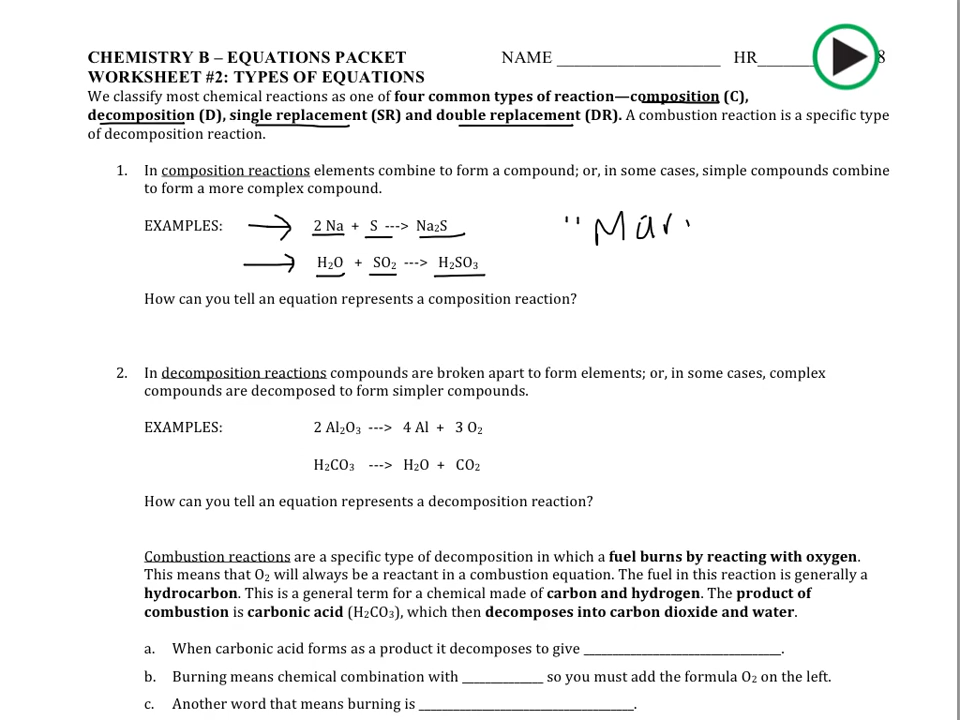 CHEMISTRY B – EQUATIONS PACKET NAME ______________________ HR_______ 8
WORKSHEET #2: TYPES OF EQUATIONS
We classify most chemical reactions as one of four common types of reaction—composition (C),
decomposition (D), single replacement (SR) and double replacement (DR). A combustion reaction is a specific type
of decomposition reaction.
1. In composition reactions elements combine to form a compound; or, in some cases, simple compounds combine
to form a more complex compound.
EXAMPLES: 2 Na + S ---> Na₂S "Mar
H₂O + SO₂ ---> H₂SO₃
How can you tell an equation represents a composition reaction?
2. In decomposition reactions compounds are broken apart to form elements; or, in some cases, complex
compounds are decomposed to form simpler compounds.
EXAMPLES: 2 Al₂O₃ ---> 4 Al + 3 O₂
H₂CO₃ ---> H₂O + CO₂
How can you tell an equation represents a decomposition reaction?
Combustion reactions are a specific type of decomposition in which a fuel burns by reacting with oxygen.
This means that O₂ will always be a reactant in a combustion equation. The fuel in this reaction is generally a
hydrocarbon. This is a general term for a chemical made of carbon and hydrogen. The product of
combustion is carbonic acid (H₂CO₃), which then decomposes into carbon dioxide and water.
a. When carbonic acid forms as a product it decomposes to give ______________________________.
b. Burning means chemical combination with ____________ so you must add the formula O₂ on the left.
c. Another word that means burning is ________________________________.